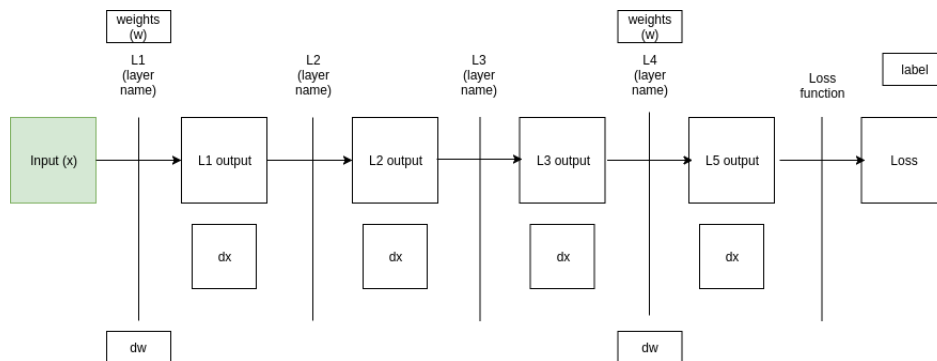 weights
(w)
weights
(w)
L1
(layer
name)
L2
(layer
name)
L3
(layer
name)
L4
(layer
name)
Loss
function
label
Input (x)
L1 output
L2 output
L3 output
L5 output
Loss
dx
dx
dx
dx
dw
dw